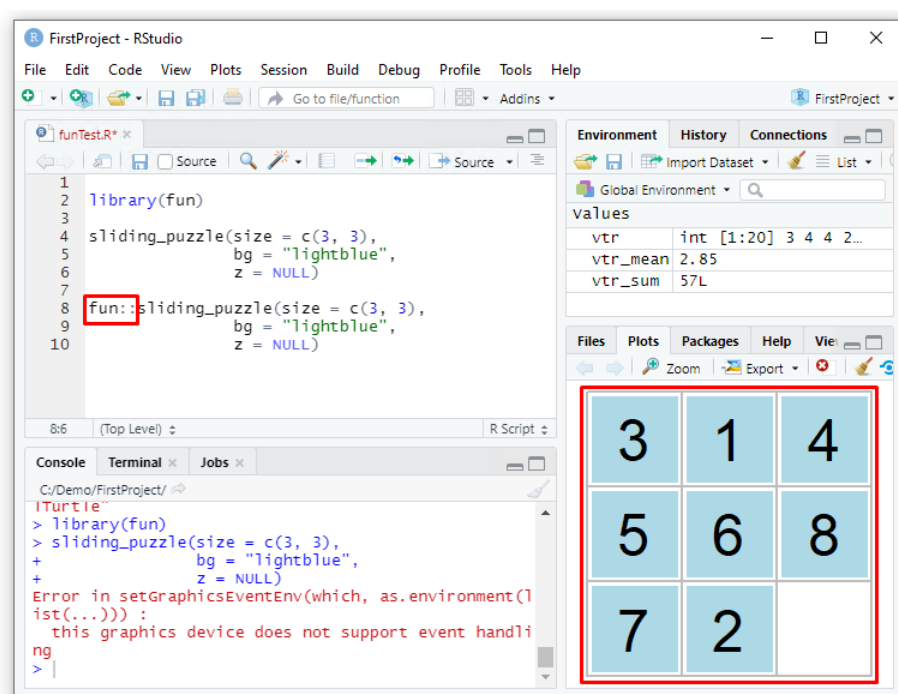 R FirstProject - RStudio
File Edit Code View Plots Session Build Debug Profile Tools Help
Go to file/function Addins FirstProject
funTest.R*
Source Source
1
2 library(fun)
3
4 sliding_puzzle(size = c(3, 3),
5 bg = "lightblue",
6 z = NULL)
7
8 fun::sliding_puzzle(size = c(3, 3),
9 bg = "lightblue",
10 z = NULL)
8:6 (Top Level) R Script
Console Terminal Jobs
C:/Demo/FirstProject/
lTurtle"
> library(fun)
> sliding_puzzle(size = c(3, 3),
+ bg = "lightblue",
+ z = NULL)
Error in setGraphicsEventEnv(which, as.environment(l
ist(...))) :
this graphics device does not support event handli
ng
>
Environment History Connections
Import Dataset List
Global Environment
Values
vtr int [1:20] 3 4 4 2…
vtr_mean 2.85
vtr_sum 57L
Files Plots Packages Help Vie
Zoom Export
3 1 4
5 6 8
7 2